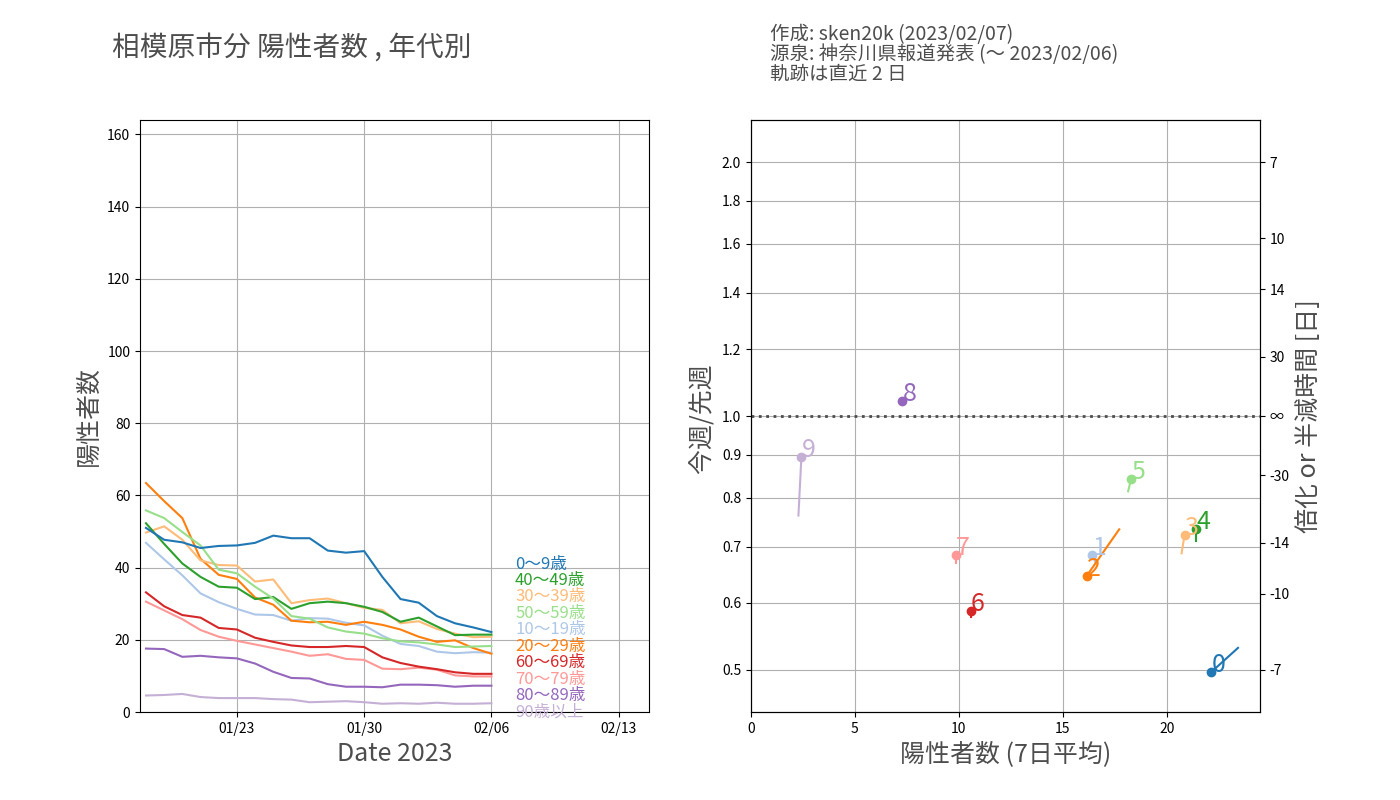 相模原市分 陽性者数 , 年代別
作成: sken20k (2023/02/07)
源泉: 神奈川県報道発表 (〜 2023/02/06)
軌跡は直近 2 日
陽性者数
160
140
120
100
80
60
40
20
0
0〜9歳
40〜49歳
30〜39歳
50〜59歳
10〜19歳
20〜29歳
60〜69歳
70〜79歳
80〜89歳
90歳以上
01/23
01/30
02/06
02/13
Date 2023
今週/先週
2.0
1.8
1.6
1.4
1.2
1.0
0.9
0.8
0.7
0.6
0.5
8
9
5
4
3
7
1
2
6
0
7
10
14
30
∞
-30
-14
-10
-7
倍化 or 半減時間 [日]
0
5
10
15
20
陽性者数 (7日平均)